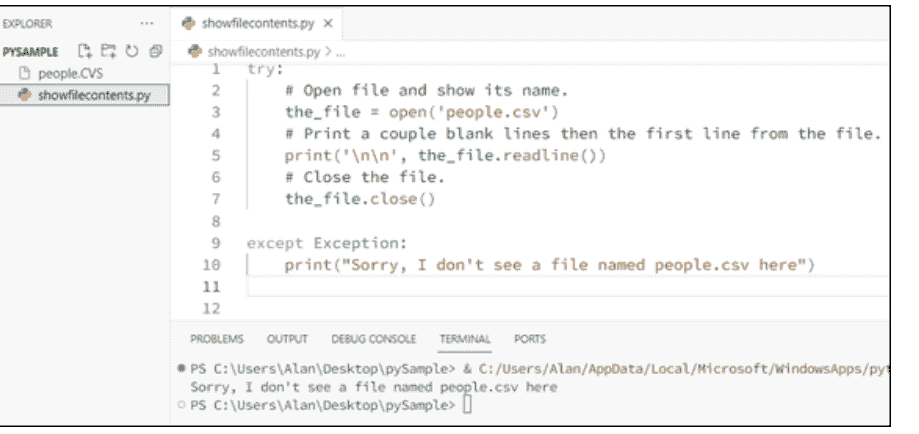 EXPLORER ...
PYSAMPLE
people.CVS
showfilecontents.py
showfilecontents.py ×
showfilecontents.py > ...
1 try:
2 # Open file and show its name.
3 the_file = open('people.csv')
4 # Print a couple blank lines then the first line from the file.
5 print('\n\n', the_file.readline())
6 # Close the file.
7 the_file.close()
8
9 except Exception:
10 print("Sorry, I don't see a file named people.csv here")
11
12
PROBLEMS OUTPUT DEBUG CONSOLE TERMINAL PORTS
PS C:\Users\Alan\Desktop\pySample> & C:/Users/Alan/AppData/Local/Microsoft/WindowsApps/pyt
Sorry, I don't see a file named people.csv here
PS C:\Users\Alan\Desktop\pySample>